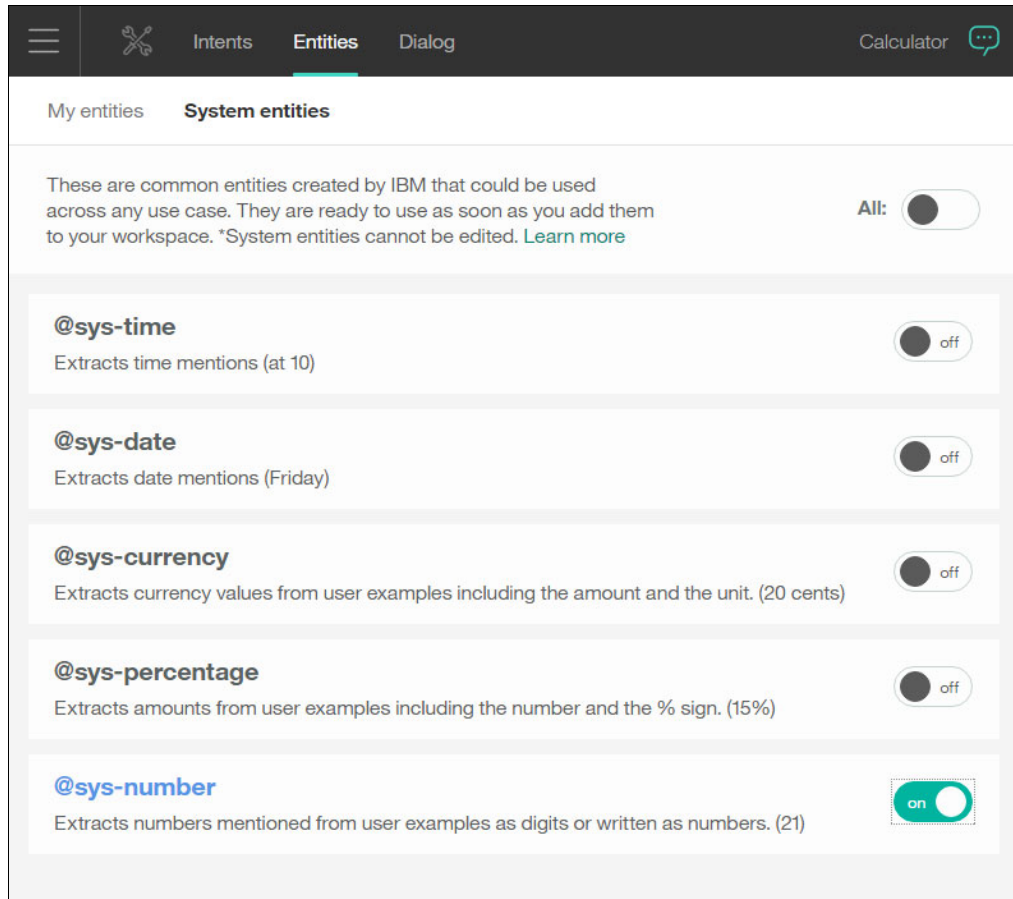 Intents Entities Dialog Calculator
My entities System entities
These are common entities created by IBM that could be used
across any use case. They are ready to use as soon as you add them
to your workspace. *System entities cannot be edited. Learn more
All:
@sys-time
off
Extracts time mentions (at 10)
@sys-date
off
Extracts date mentions (Friday)
@sys-currency
off
Extracts currency values from user examples including the amount and the unit. (20 cents)
@sys-percentage
off
Extracts amounts from user examples including the number and the % sign. (15%)
@sys-number
on
Extracts numbers mentioned from user examples as digits or written as numbers. (21)